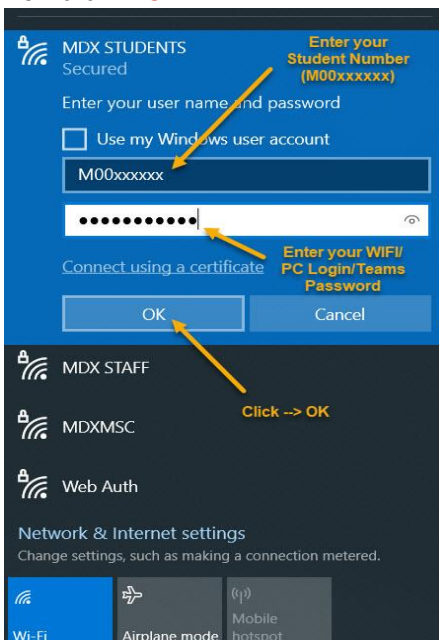 MDX STUDENTS
Secured
Enter your
Student Number
(M00xxxxxx)
Enter your user name and password
Use my Windows user account
M00xxxxxx
●●●●●●●●●●●
Connect using a certificate
Enter your WIFI/
PC Login/Teams
Password
OK
Cancel
MDX STAFF
Click --> OK
MDXMSC
Web Auth
Network & Internet settings
Change settings, such as making a connection metered.
Wi-Fi
Airplane mode
Mobile
hotspot